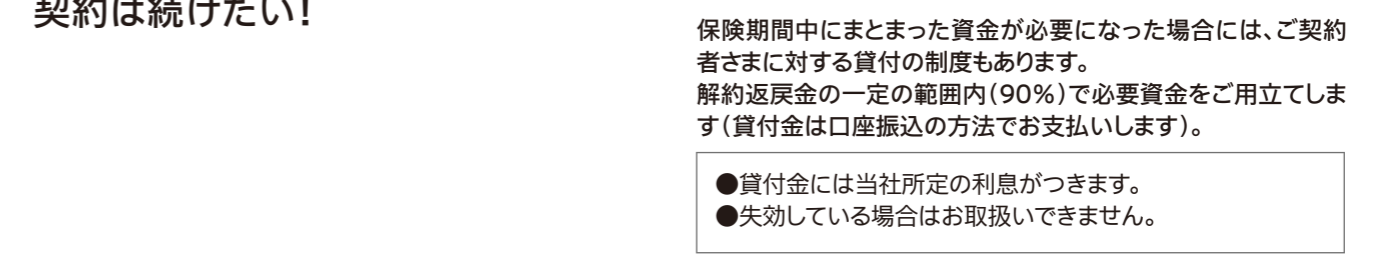 契約は続けたい！
保険期間中にまとまった資金が必要になった場合には、ご契約
者さまに対する貸付の制度もあります。
解約返戻金の一定の範囲内（90％）で必要資金をご用立てしま
す（貸付金は口座振込の方法でお支払いします）。
●貸付金には当社所定の利息がつきます。
●失効している場合はお取扱いできません。